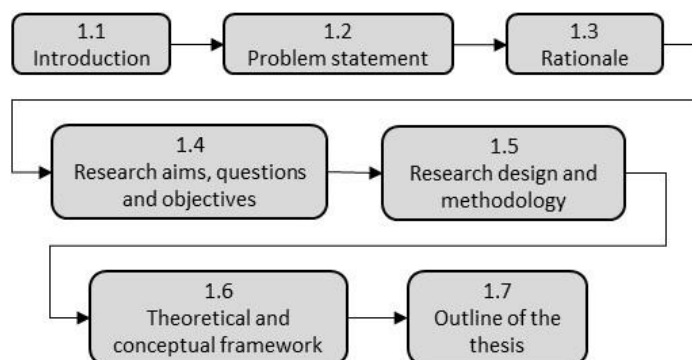 1.1
Introduction
1.2
Problem statement
1.3
Rationale
1.4
Research aims, questions
and objectives
1.5
Research design and
methodology
1.6
Theoretical and
conceptual framework
1.7
Outline of the
thesis